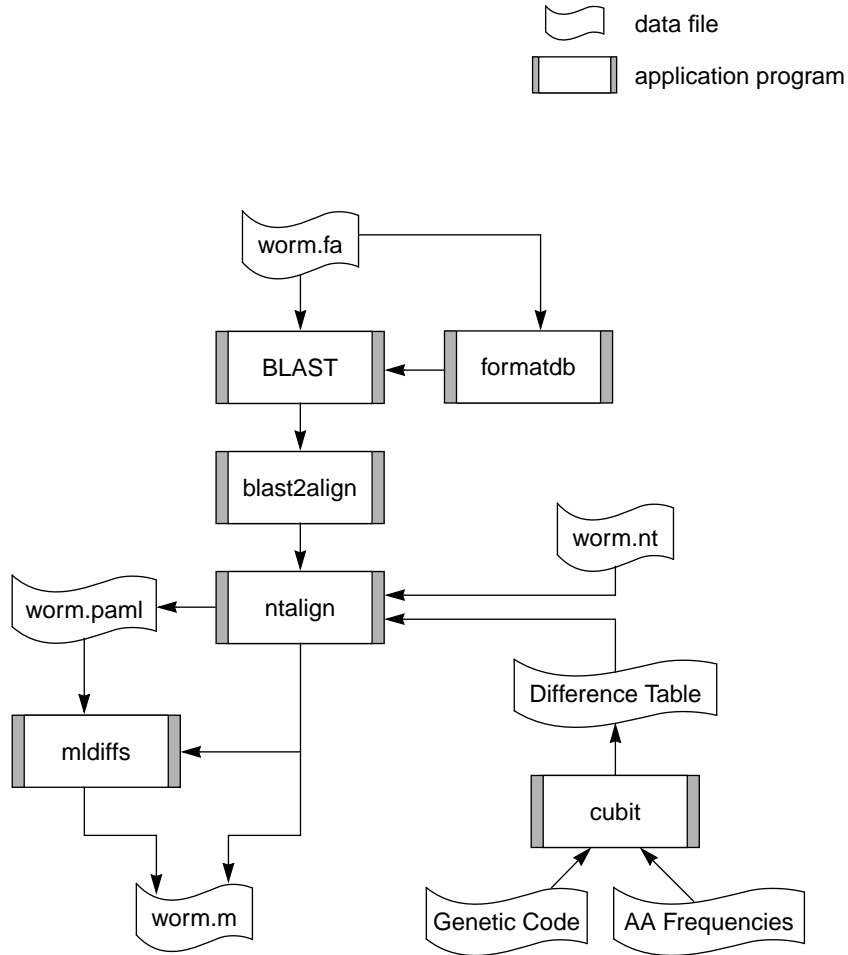 data file
application program
worm.fa
BLAST
formatdb
blast2align
worm.nt
worm.paml
ntalign
Difference Table
mldiffs
cubit
worm.m
Genetic Code
AA Frequencies